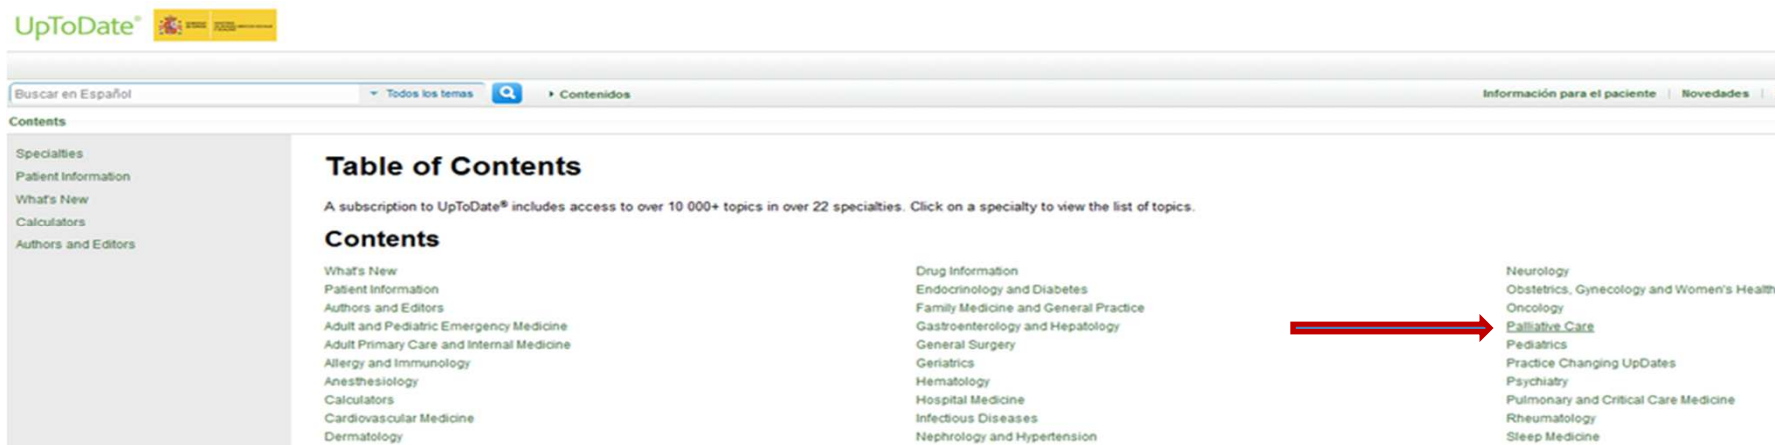 UpToDate®
Buscar en Español
Todos los temas
Contenidos
Información para el paciente | Novedades |
Contents
Specialties
Patient Information
What's New
Calculators
Authors and Editors
Table of Contents
A subscription to UpToDate® includes access to over 10 000+ topics in over 22 specialties. Click on a specialty to view the list of topics.
Contents
What's New
Patient Information
Authors and Editors
Adult and Pediatric Emergency Medicine
Adult Primary Care and Internal Medicine
Allergy and Immunology
Anesthesiology
Calculators
Cardiovascular Medicine
Dermatology
Drug Information
Endocrinology and Diabetes
Family Medicine and General Practice
Gastroenterology and Hepatology
General Surgery
Geriatrics
Hematology
Hospital Medicine
Infectious Diseases
Nephrology and Hypertension
Neurology
Obstetrics, Gynecology and Women's Health
Oncology
Palliative Care
Pediatrics
Practice Changing UpDates
Psychiatry
Pulmonary and Critical Care Medicine
Rheumatology
Sleep Medicine